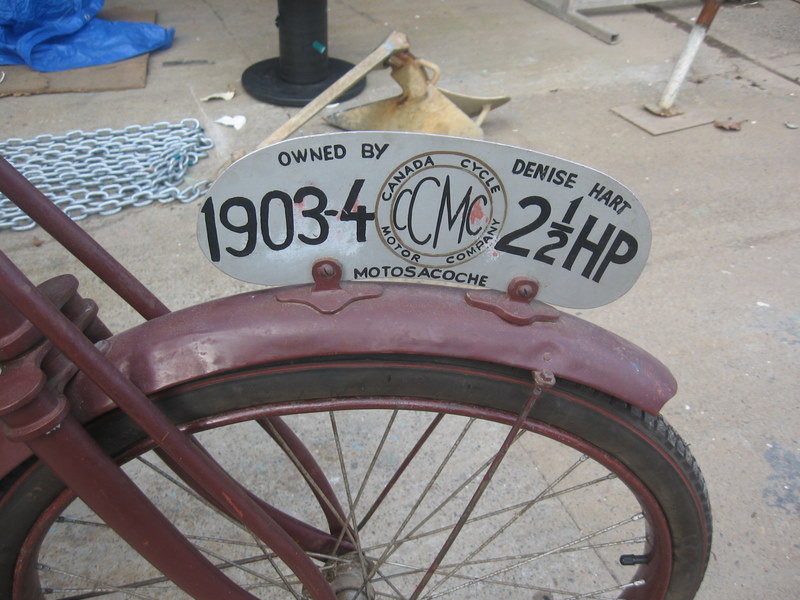 OWNED BY DENISE HART
1903-4
CANADA CYCLE
CCMC
MOTOR COMPANY
2½HP
MOTOSACOCHE